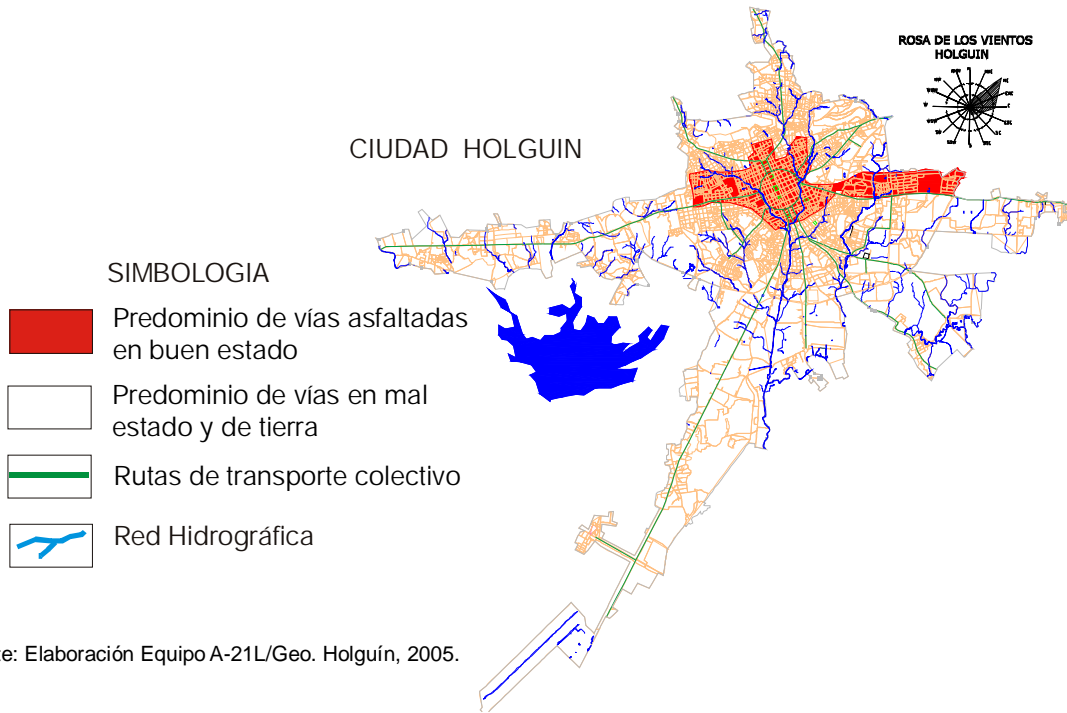 ROSA DE LOS VIENTOS
HOLGUIN
CIUDAD HOLGUIN
SIMBOLOGIA
Predominio de vías asfaltadas
en buen estado
Predominio de vías en mal
estado y de tierra
Rutas de transporte colectivo
Red Hidrográfica
te: Elaboración Equipo A-21L/Geo. Holguín, 2005.